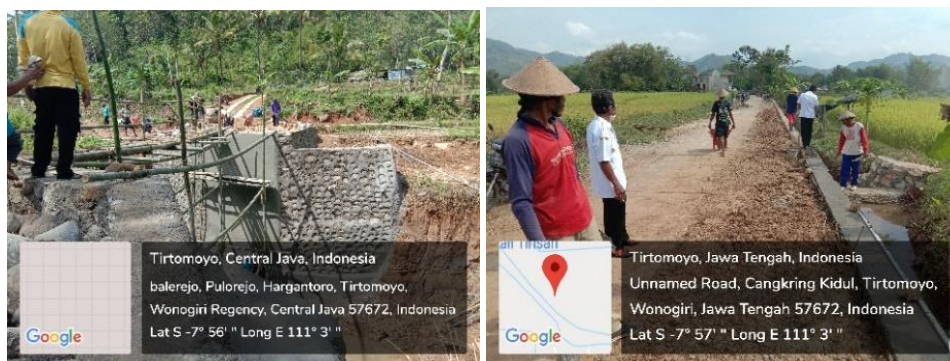 Google
Tirtomoyo, Central Java, Indonesia
balerejo, Pulorejo, Hargantoro, Tirtomoyo,
Wonogiri Regency, Central Java 57672, Indonesia
Lat S -7° 56' " Long E 111° 3' "
Google
Tirtomoyo, Jawa Tengah, Indonesia
Unnamed Road, Cangkring Kidul, Tirtomoyo,
Wonogiri, Jawa Tengah 57672, Indonesia
Lat S -7° 57' " Long E 111° 3' "